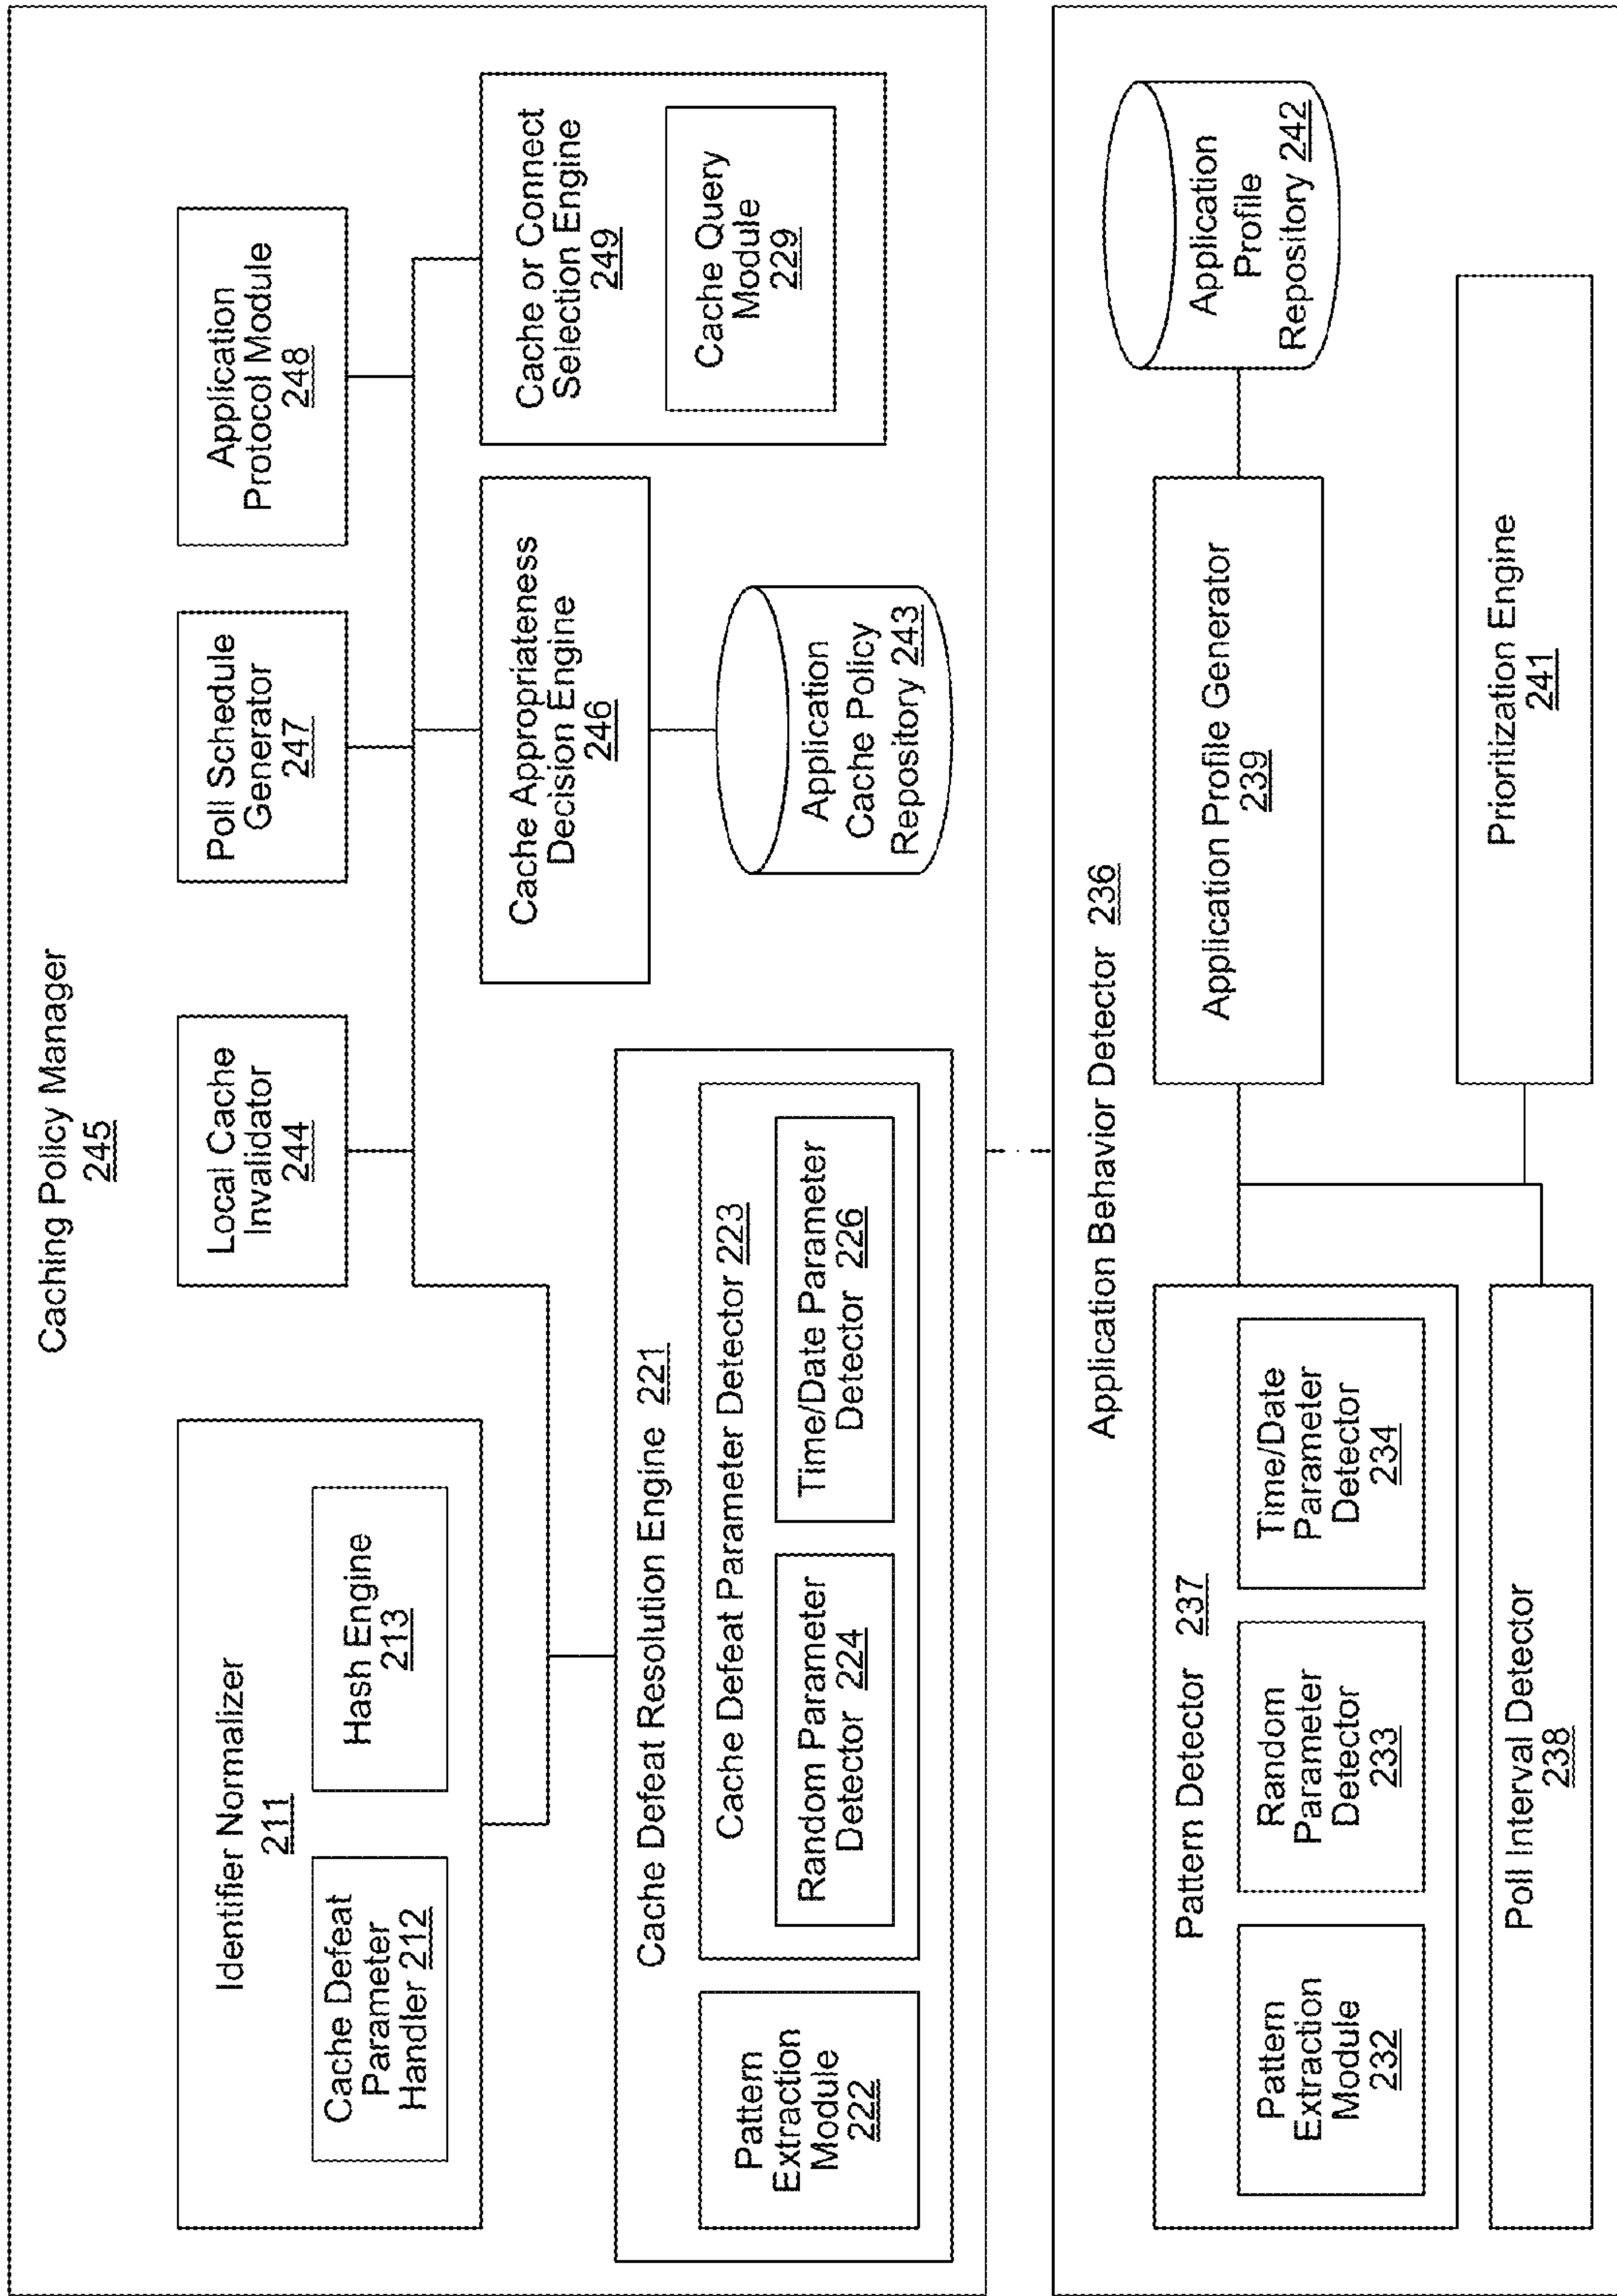 Caching Policy Manager
245
Identifier Normalizer
211
Cache Defeat
Parameter
Handler 212
Hash Engine
213
Local Cache
Invalidator
244
Poll Schedule
Generator
247
Application
Protocol Module
248
Cache Defeat Resolution Engine 221
Pattern
Extraction
Module
222
Cache Defeat Parameter Detector 223
Random Parameter
Detector 224
Time/Date Parameter
Detector 226
Cache Appropriateness
Decision Engine
246
Application
Cache Policy
Repository 243
Cache or Connect
Selection Engine
249
Cache Query
Module
229
Application Behavior Detector 236
Pattern Detector 237
Pattern
Extraction
Module
232
Random
Parameter
Detector
233
Time/Date
Parameter
Detector
234
Poll Interval Detector
238
Application Profile Generator
239
Application
Profile
Repository 242
Prioritization Engine
241